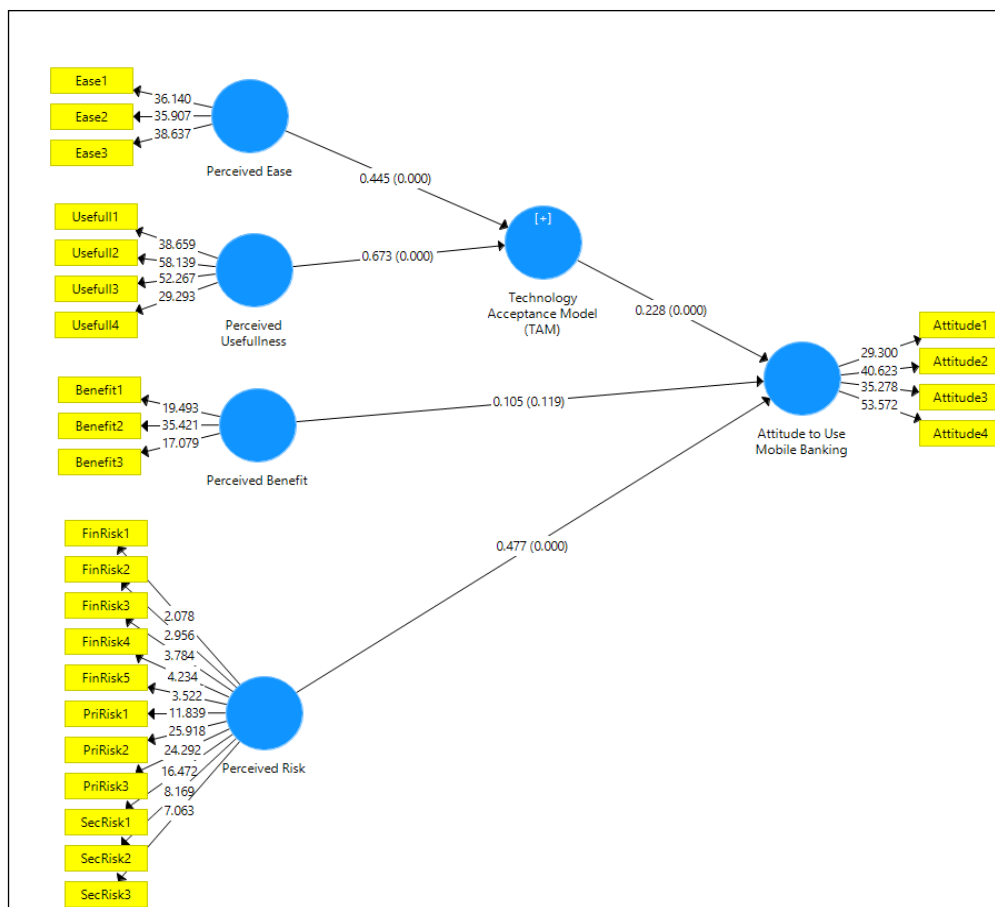 Ease1
Ease2
Ease3
36.140
35.907
38.637
Perceived Ease
0.445 (0.000)
Usefull1
Usefull2
Usefull3
Usefull4
38.659
58.139
52.267
29.293
Perceived
Usefullness
0.673 (0.000)
[+]
Technology
Acceptance Model
(TAM)
0.228 (0.000)
Benefit1
Benefit2
Benefit3
19.493
35.421
17.079
Perceived Benefit
0.105 (0.119)
Attitude to Use
Mobile Banking
29.300
40.623
35.278
53.572
Attitude1
Attitude2
Attitude3
Attitude4
FinRisk1
FinRisk2
FinRisk3
FinRisk4
FinRisk5
PriRisk1
PriRisk2
PriRisk3
SecRisk1
SecRisk2
SecRisk3
2.078
2.956
3.784
4.234
3.522
11.839
25.918
24.292
16.472
8.169
7.063
Perceived Risk
0.477 (0.000)